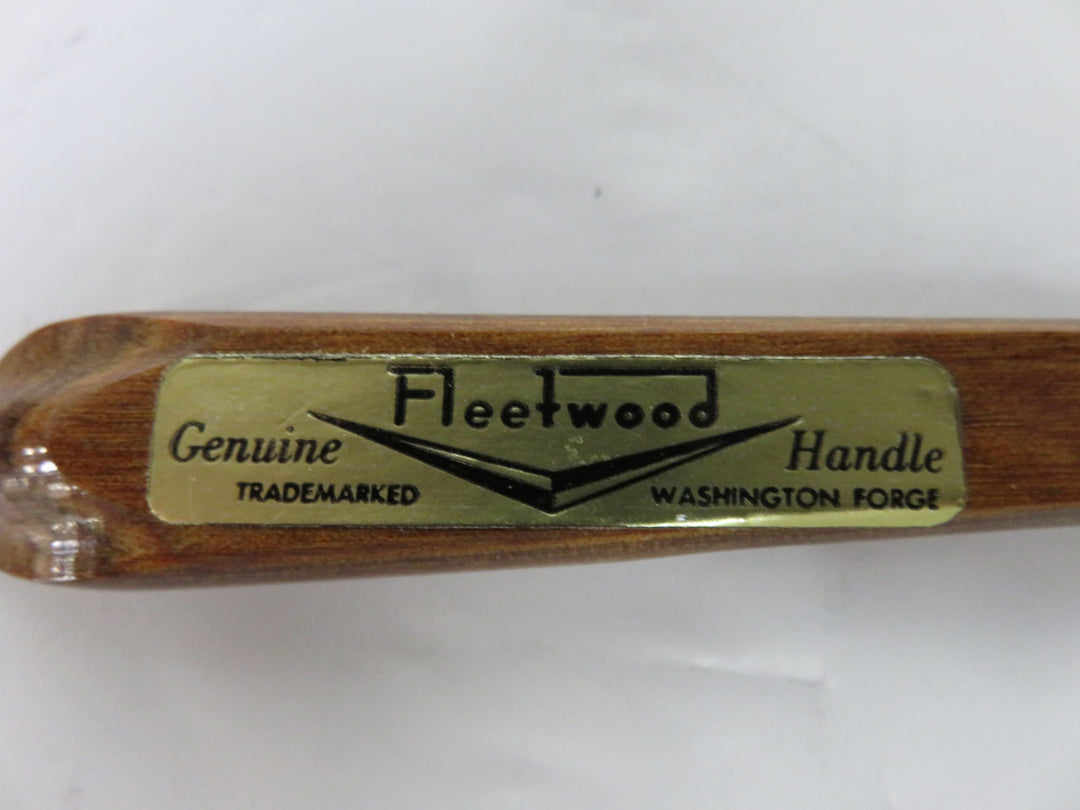 Fleetwood
Genuine Handle
TRADEMARKED WASHINGTON FORGE